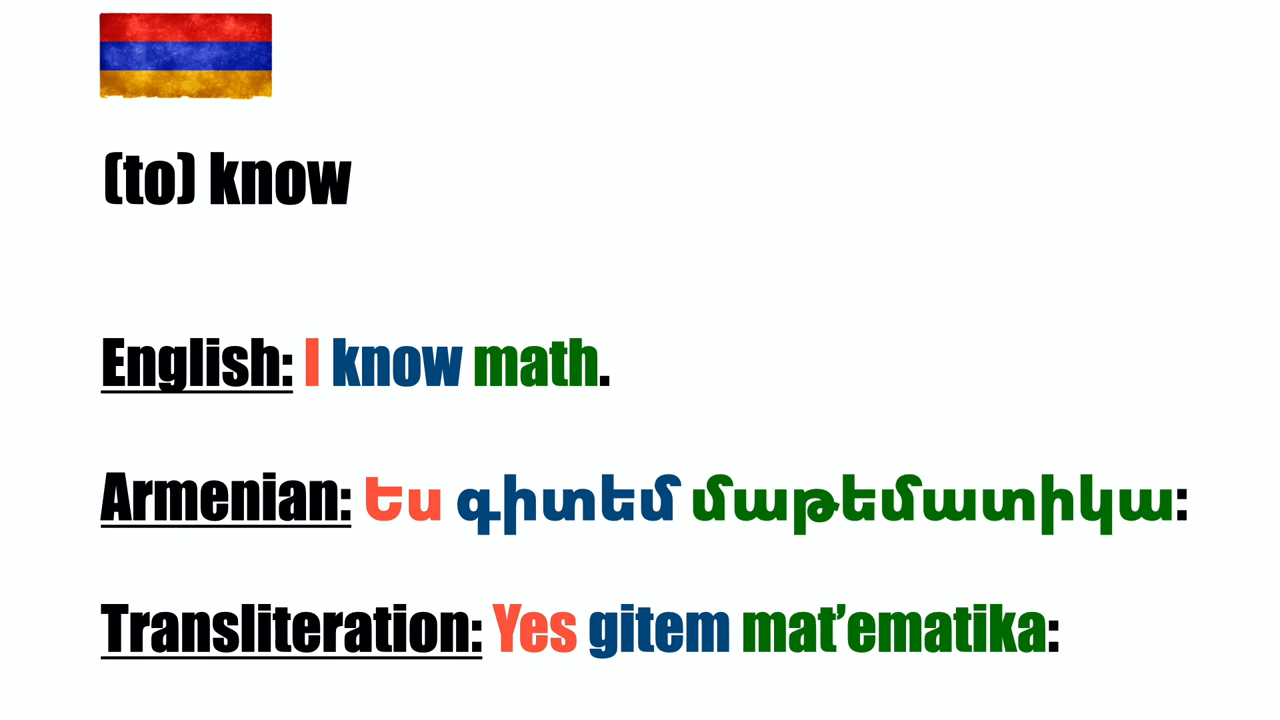 (to) know
English: I know math.
Armenian: Ես գիտեմ մաթեմատիկա:
Transliteration: Yes gitem mat’ematika: